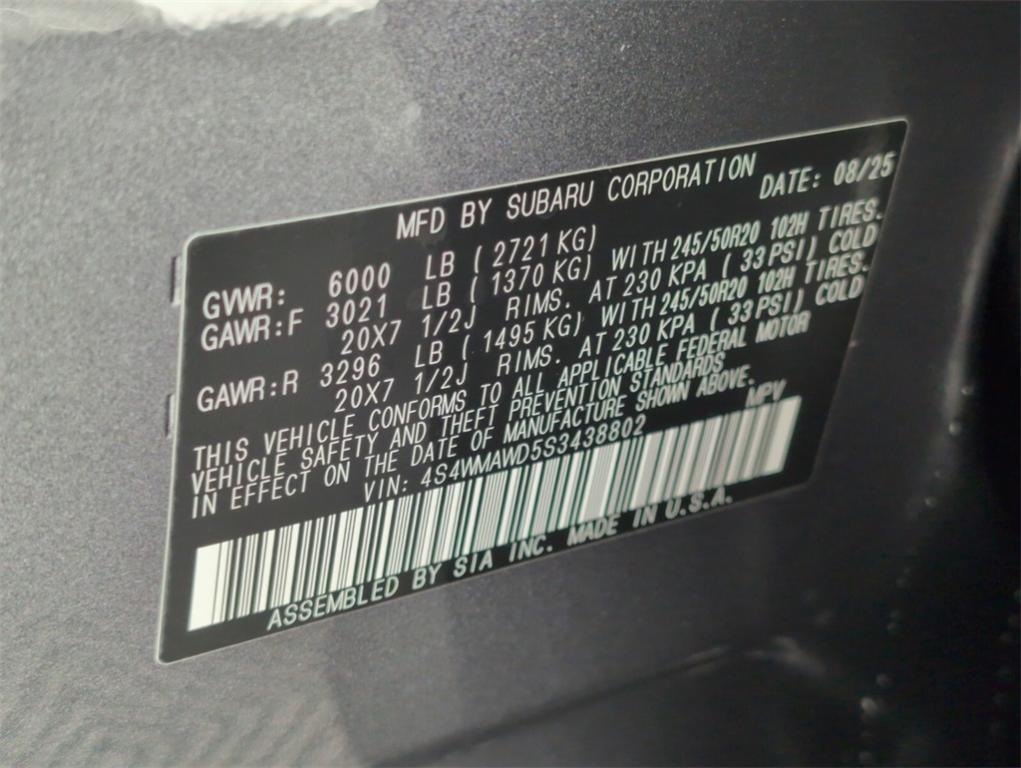 MFD BY SUBARU CORPORATION DATE: 08/25
GVWR: 6000 LB ( 2721 KG)
GAWR:F 3021 LB ( 1370 KG) WITH 245/50R20 102H TIRES.
20X7 1/2J RIMS. AT 230 KPA ( 33 PSI) COLD
GAWR:R 3296 LB ( 1495 KG) WITH 245/50R20 102H TIRES.
20X7 1/2J RIMS. AT 230 KPA ( 33 PSI) COLD
THIS VEHICLE CONFORMS TO ALL APPLICABLE FEDERAL MOTOR
VEHICLE SAFETY AND THEFT PREVENTION STANDARDS
IN EFFECT ON THE DATE OF MANUFACTURE SHOWN ABOVE.
VIN: 4S4WMAWD5S3438802 MPV
ASSEMBLED BY SIA INC. MADE IN U.S.A.